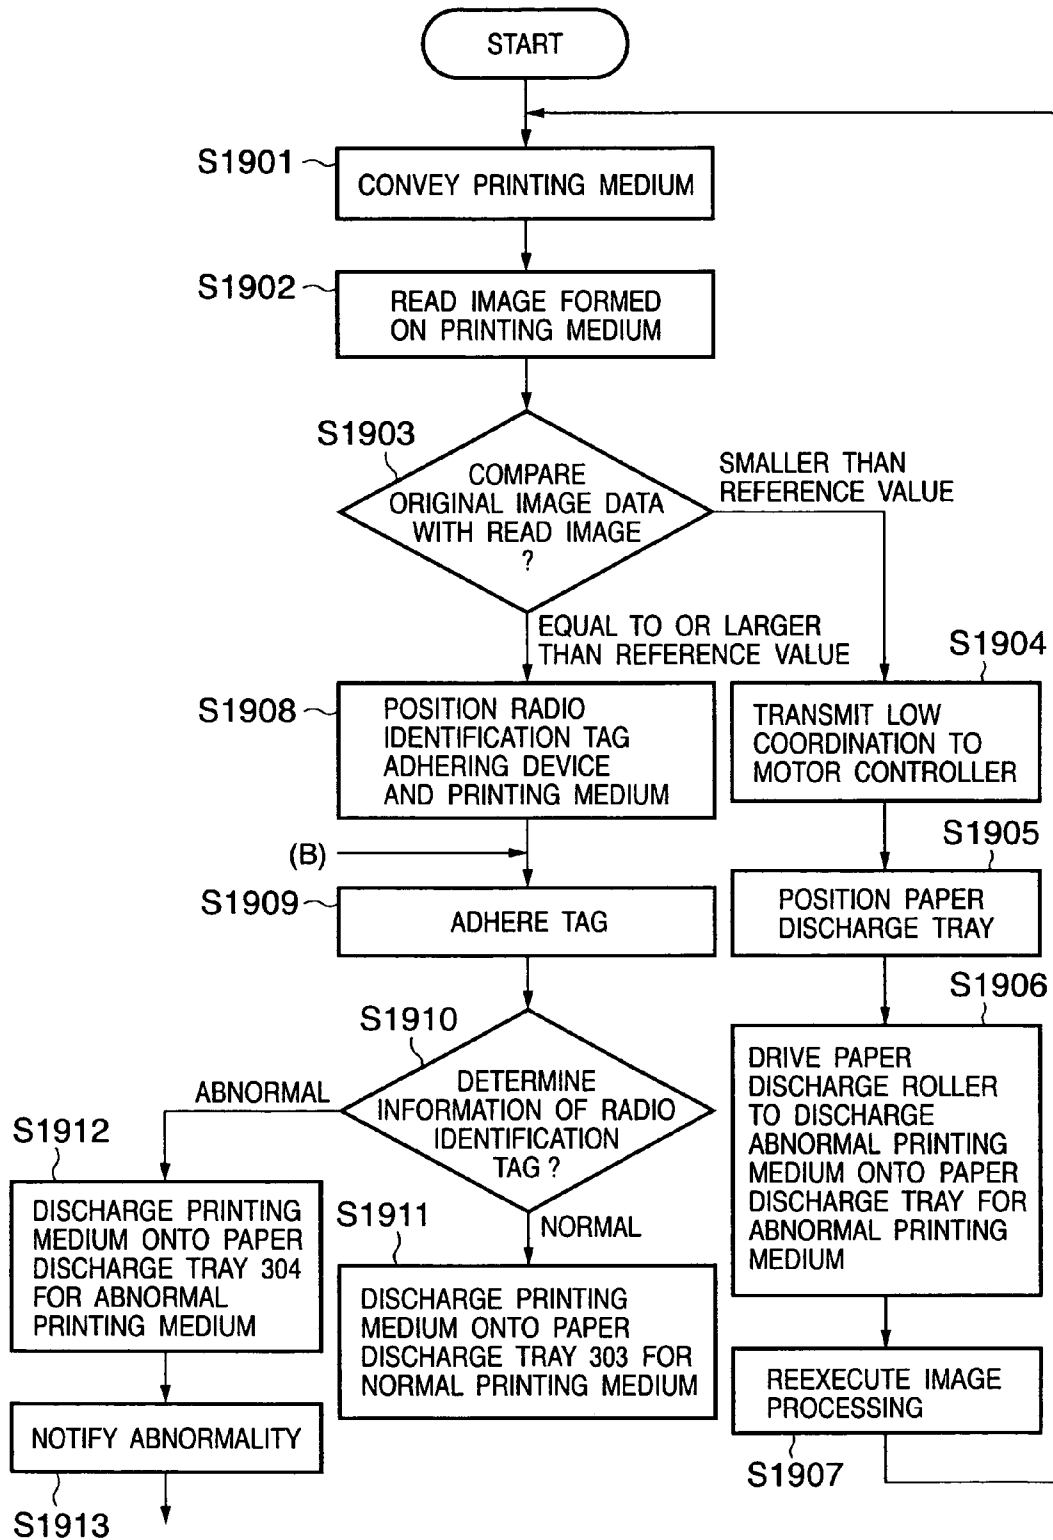 START
S1901
CONVEY PRINTING MEDIUM
S1902
READ IMAGE FORMED
ON PRINTING MEDIUM
S1903
COMPARE
ORIGINAL IMAGE DATA
WITH READ IMAGE
?
SMALLER THAN
REFERENCE VALUE
EQUAL TO OR LARGER
THAN REFERENCE VALUE
S1904
TRANSMIT LOW
COORDINATION TO
MOTOR CONTROLLER
S1908
POSITION RADIO
IDENTIFICATION TAG
ADHERING DEVICE
AND PRINTING MEDIUM
S1905
POSITION PAPER
DISCHARGE TRAY
(B)
S1909
ADHERE TAG
S1906
DRIVE PAPER
DISCHARGE ROLLER
TO DISCHARGE
ABNORMAL PRINTING
MEDIUM ONTO PAPER
DISCHARGE TRAY FOR
ABNORMAL PRINTING
MEDIUM
S1910
DETERMINE
INFORMATION OF RADIO
IDENTIFICATION
TAG ?
ABNORMAL
NORMAL
S1912
DISCHARGE PRINTING
MEDIUM ONTO PAPER
DISCHARGE TRAY 304
FOR ABNORMAL
PRINTING MEDIUM
S1911
DISCHARGE PRINTING
MEDIUM ONTO PAPER
DISCHARGE TRAY 303 FOR
NORMAL PRINTING MEDIUM
REEXECUTE IMAGE
PROCESSING
S1907
NOTIFY ABNORMALITY
S1913